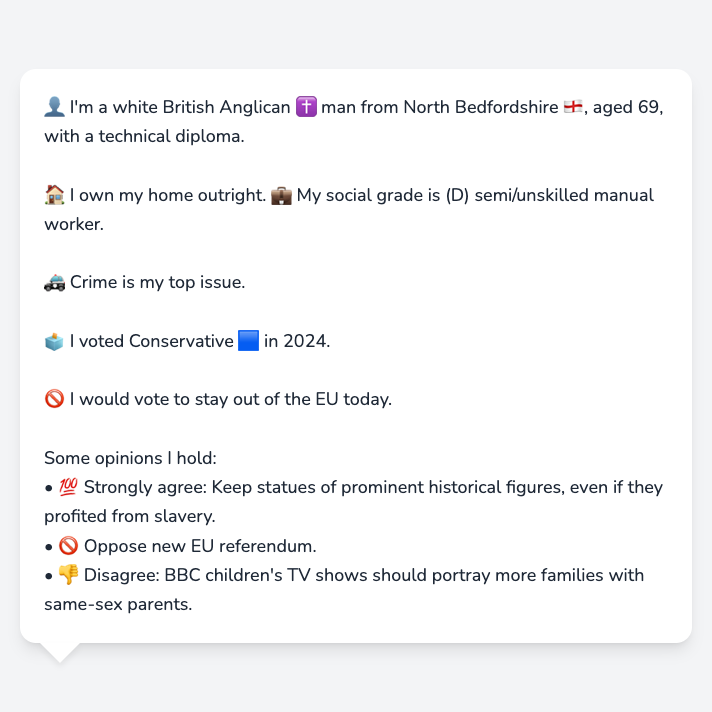 👤 I'm a white British Anglican ✝️ man from North Bedfordshire 🏴󠁧󠁢󠁥󠁮󠁧󠁿, aged 69,
with a technical diploma.
🏠 I own my home outright. 💼 My social grade is (D) semi/unskilled manual
worker.
🚓 Crime is my top issue.
🗳️ I voted Conservative 🟦 in 2024.
🚫 I would vote to stay out of the EU today.
Some opinions I hold:
• 💯 Strongly agree: Keep statues of prominent historical figures, even if they
profited from slavery.
• 🚫 Oppose new EU referendum.
• 👎 Disagree: BBC children's TV shows should portray more families with
same-sex parents.